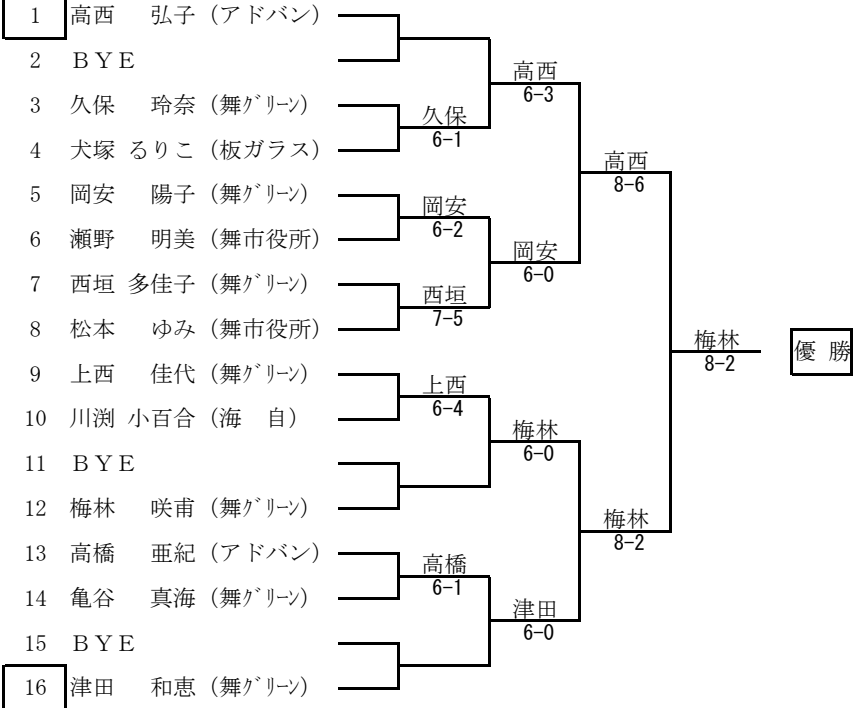 1 高西 弘子 (アドバン)
2 ＢＹＥ
高西
6-3
3 久保 玲奈 (舞ｸﾞﾘｰﾝ)
久保
6-1
4 犬塚 るりこ (板ガラス)
高西
8-6
5 岡安 陽子 (舞ｸﾞﾘｰﾝ)
岡安
6-2
6 瀬野 明美 (舞市役所)
岡安
6-0
7 西垣 多佳子 (舞ｸﾞﾘｰﾝ)
西垣
7-5
8 松本 ゆみ (舞市役所)
梅林
8-2
優 勝
9 上西 佳代 (舞ｸﾞﾘｰﾝ)
上西
6-4
10 川渕 小百合 (海 自)
梅林
6-0
11 ＢＹＥ
12 梅林 咲甫 (舞ｸﾞﾘｰﾝ)
梅林
8-2
13 高橋 亜紀 (アドバン)
高橋
6-1
14 亀谷 真海 (舞ｸﾞﾘｰﾝ)
津田
6-0
15 ＢＹＥ
16 津田 和恵 (舞ｸﾞﾘｰﾝ)